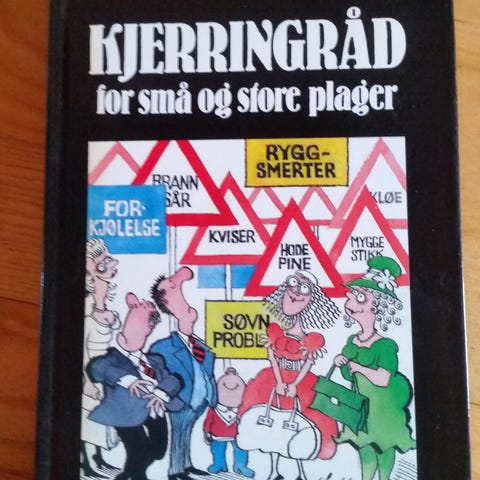 KJERRINGRÅD
for små og store plager
RYGG-
SMERTER
BRANN
SÅR
KLØE
FOR-
KJØLELSE
KVISER
HODE
PINE
MYGGE
STIKK
SØVN
PROBL